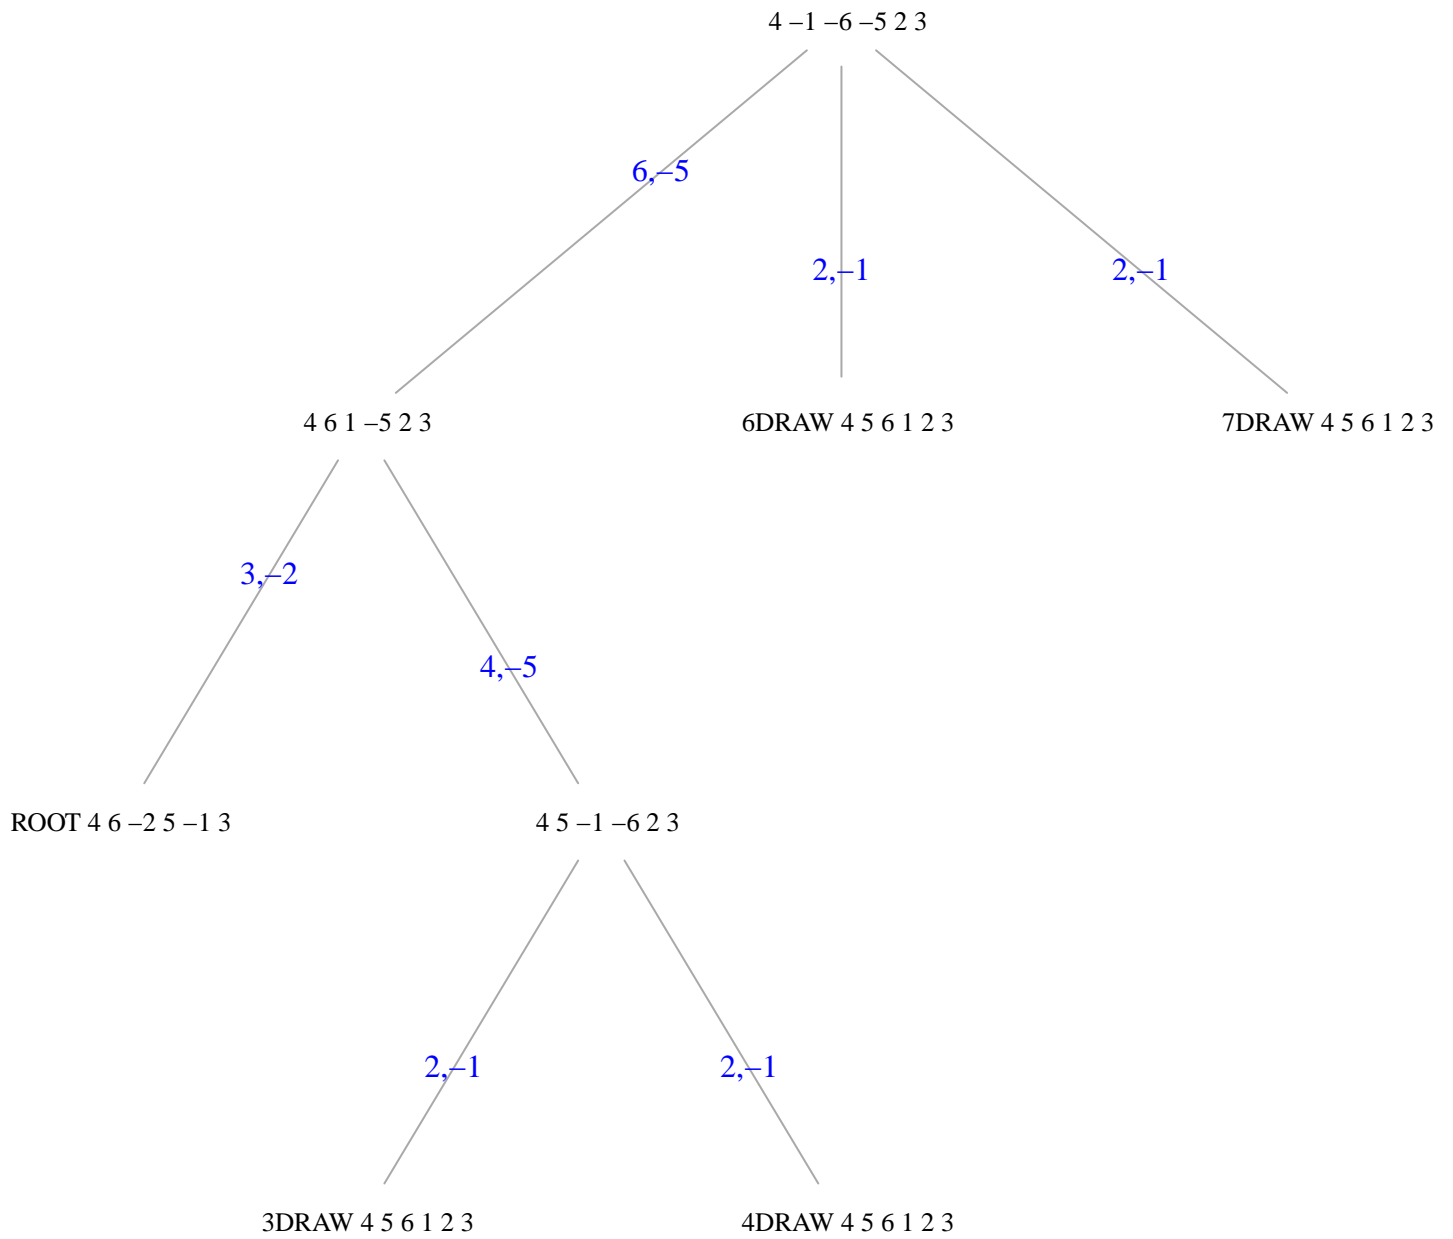 4 –1 –6 –5 2 3
6,–5
2,–1
2,–1
4 6 1 –5 2 3
6DRAW 4 5 6 1 2 3
7DRAW 4 5 6 1 2 3
3,–2
4,–5
ROOT 4 6 –2 5 –1 3
4 5 –1 –6 2 3
2,–1
2,–1
3DRAW 4 5 6 1 2 3
4DRAW 4 5 6 1 2 3